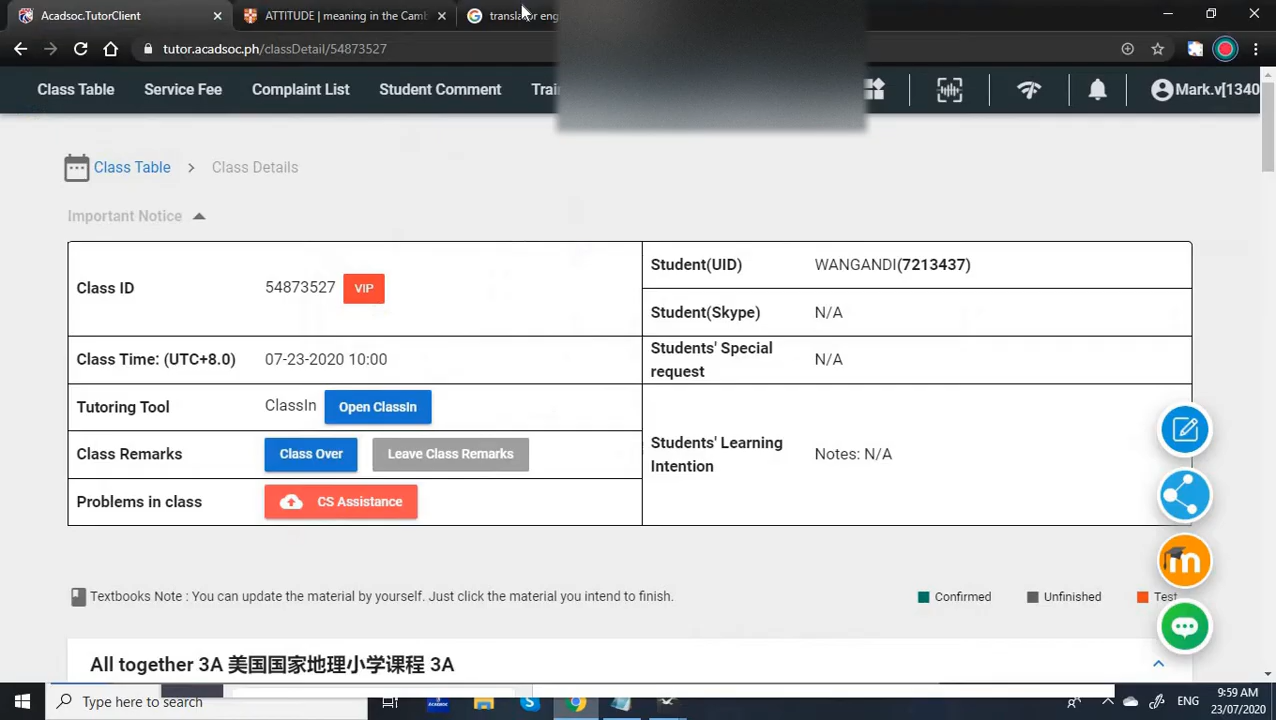 Acadsoc.TutorClient
ATTITUDE | meaning in the Camb
translate eng
tutor.acadsoc.ph/classDetail/54873527
Class Table Service Fee Complaint List Student Comment Trai Mark.v[1340
Class Table > Class Details
Important Notice
Class ID 54873527 VIP
Student(UID) WANGANDI(7213437)
Student(Skype) N/A
Class Time: (UTC+8.0) 07-23-2020 10:00
Students' Special request N/A
Tutoring Tool ClassIn Open ClassIn
Class Remarks Class Over Leave Class Remarks
Students' Learning Intention Notes: N/A
Problems in class CS Assistance
Textbooks Note : You can update the material by yourself. Just click the material you intend to finish. Confirmed Unfinished Test
All together 3A 美国国家地理小学课程 3A
Type here to search
ENG
9:59 AM
23/07/2020